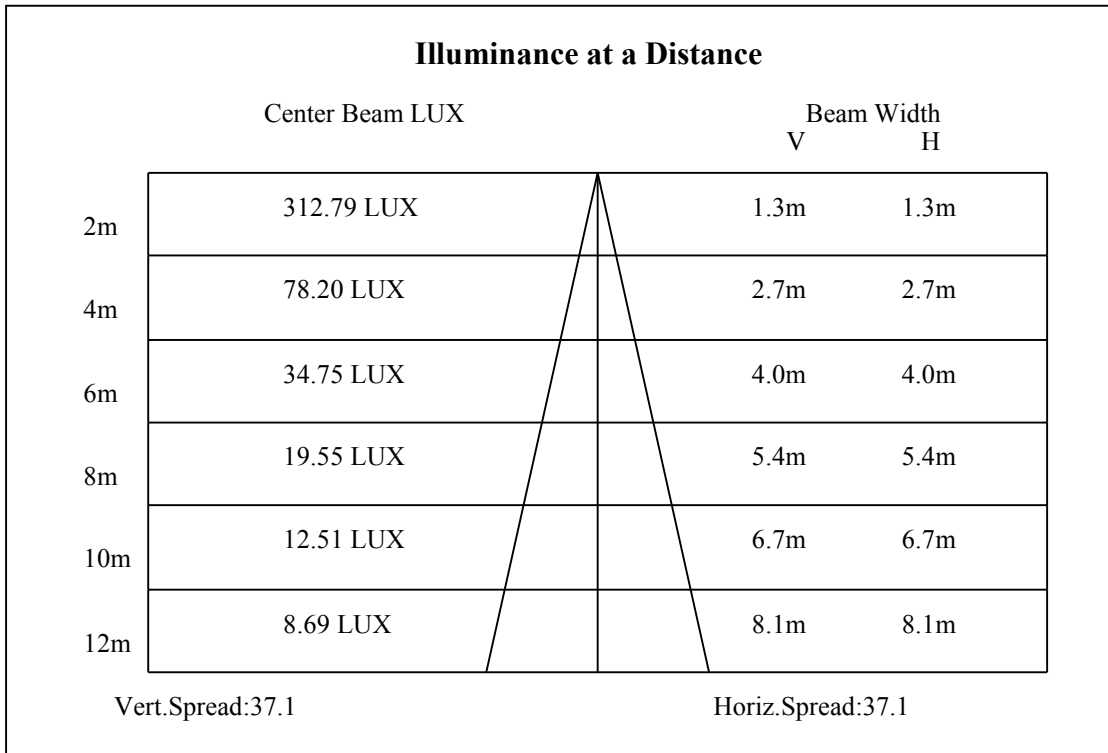 Illuminance at a Distance
Center Beam LUX Beam Width
V H
2m 312.79 LUX 1.3m 1.3m
4m 78.20 LUX 2.7m 2.7m
6m 34.75 LUX 4.0m 4.0m
8m 19.55 LUX 5.4m 5.4m
10m 12.51 LUX 6.7m 6.7m
12m 8.69 LUX 8.1m 8.1m
Vert.Spread:37.1 Horiz.Spread:37.1